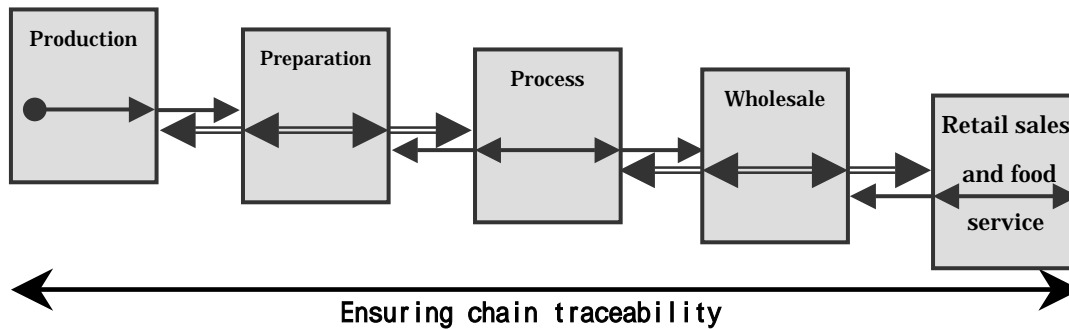 Production
Preparation
Process
Wholesale
Retail sales
and food
service
Ensuring chain traceability